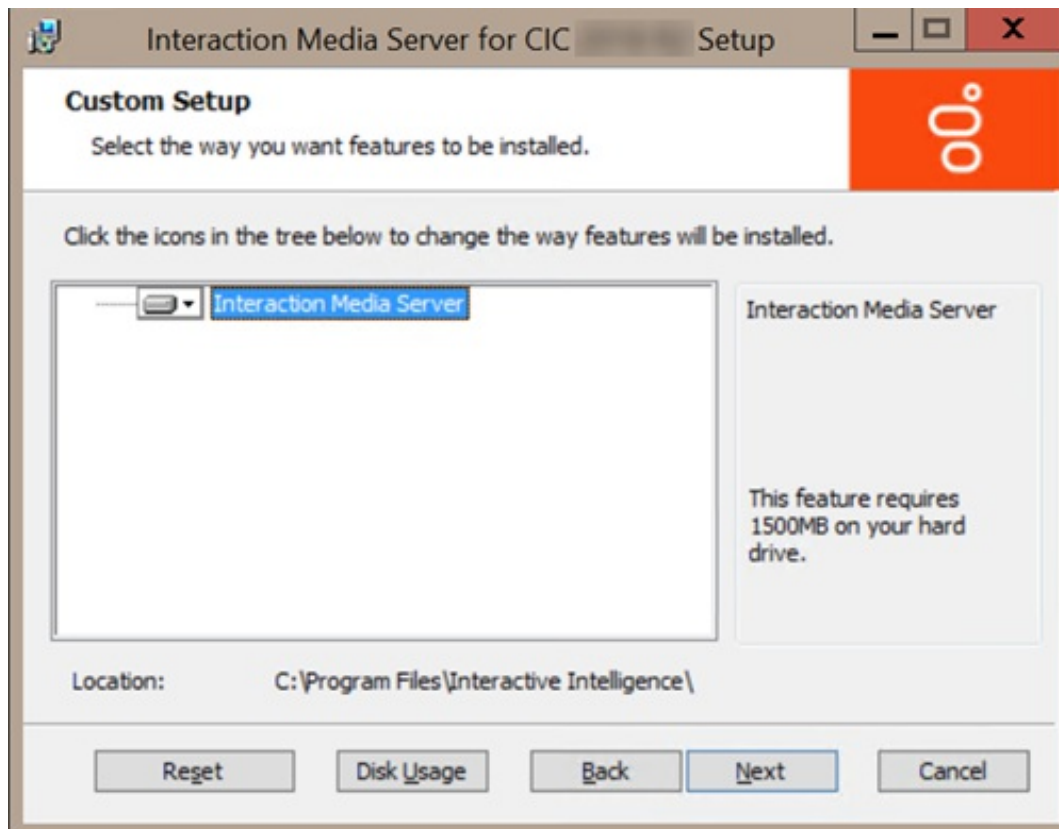 Interaction Media Server for CIC Setup
Custom Setup
Select the way you want features to be installed.
Click the icons in the tree below to change the way features will be installed.
Interaction Media Server
Interaction Media Server
This feature requires
1500MB on your hard
drive.
Location: C:\Program Files\Interactive Intelligence\
Reset Disk Usage Back Next Cancel